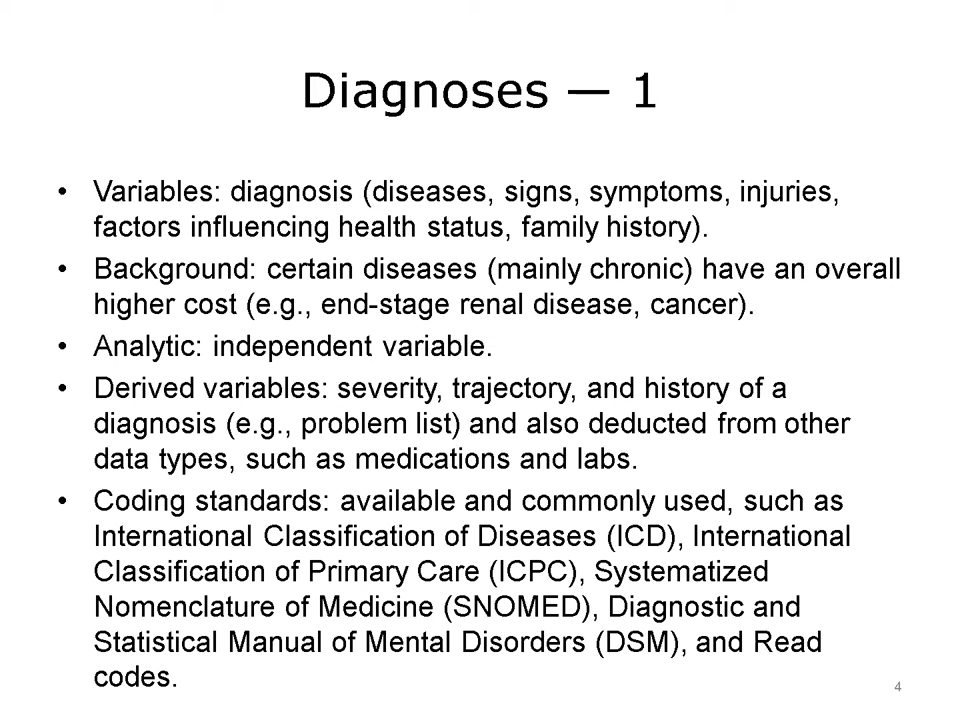 Diagnoses — 1
• Variables: diagnosis (diseases, signs, symptoms, injuries,
factors influencing health status, family history).
• Background: certain diseases (mainly chronic) have an overall
higher cost (e.g., end-stage renal disease, cancer).
• Analytic: independent variable.
• Derived variables: severity, trajectory, and history of a
diagnosis (e.g., problem list) and also deducted from other
data types, such as medications and labs.
• Coding standards: available and commonly used, such as
International Classification of Diseases (ICD), International
Classification of Primary Care (ICPC), Systematized
Nomenclature of Medicine (SNOMED), Diagnostic and
Statistical Manual of Mental Disorders (DSM), and Read
codes.
4